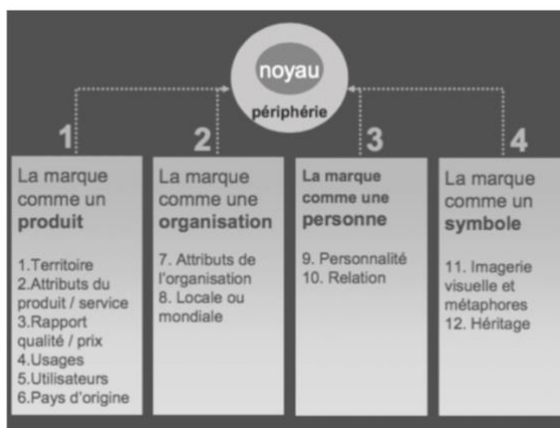 noyau
périphérie
1
La marque
comme un
produit
1.Territoire
2.Attributs du
produit / service
3.Rapport
qualité / prix
4.Usages
5.Utilisateurs
6.Pays d'origine
2
La marque
comme une
organisation
7. Attributs de
l'organisation
8. Locale ou
mondiale
3
La marque
comme une
personne
9. Personnalité
10. Relation
4
La marque
comme un
symbole
11. Imagerie
visuelle et
métaphores
12. Héritage